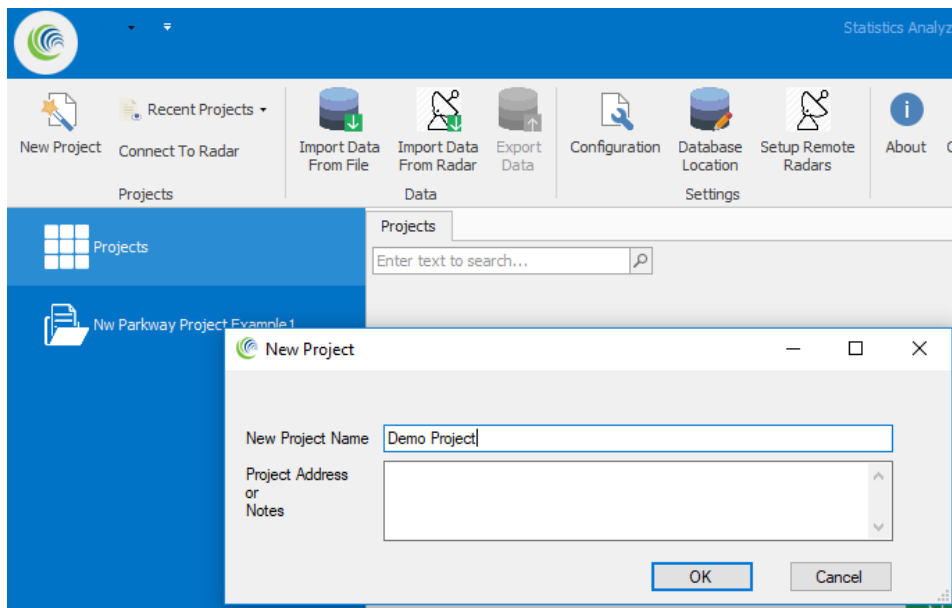 Statistics Analyz
New Project
Recent Projects
Connect To Radar
Projects
Import Data
From File
Import Data
From Radar
Export
Data
Data
Configuration
Database
Location
Setup Remote
Radars
Settings
About
Projects
Nw Parkway Project Example1
Projects
Enter text to search...
New Project
New Project Name
Demo Project
Project Address
or
Notes
OK
Cancel